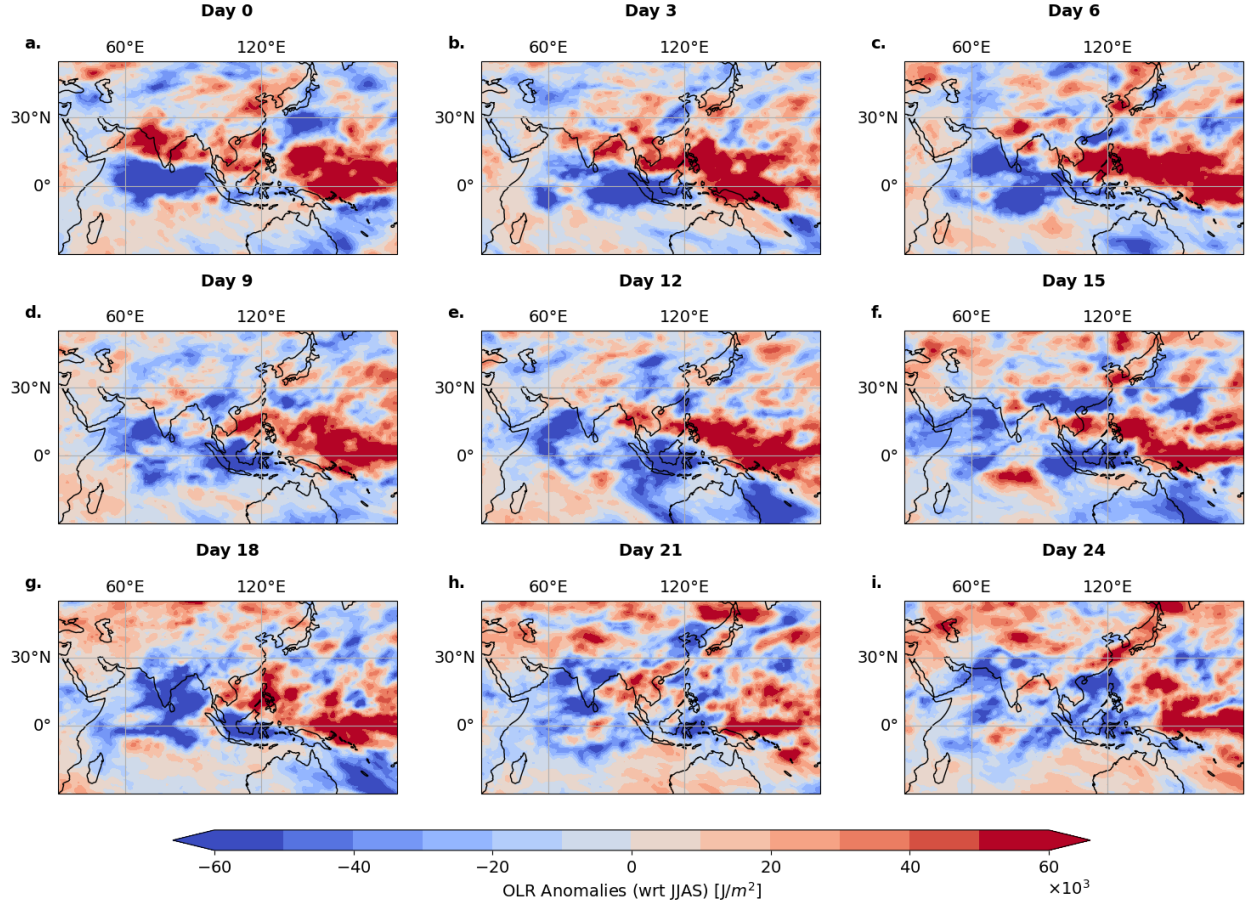 Day 0
Day 3
Day 6
a.
60°E
120°E
b.
60°E
120°E
c.
60°E
120°E
30°N
0°
30°N
0°
30°N
0°
Day 9
Day 12
Day 15
d.
60°E
120°E
e.
60°E
120°E
f.
60°E
120°E
30°N
0°
30°N
0°
30°N
0°
Day 18
Day 21
Day 24
g.
60°E
120°E
h.
60°E
120°E
i.
60°E
120°E
30°N
0°
30°N
0°
30°N
0°
−60 −40 −20 0 20 40 60
OLR Anomalies (wrt JJAS) [J/m²]
×10³